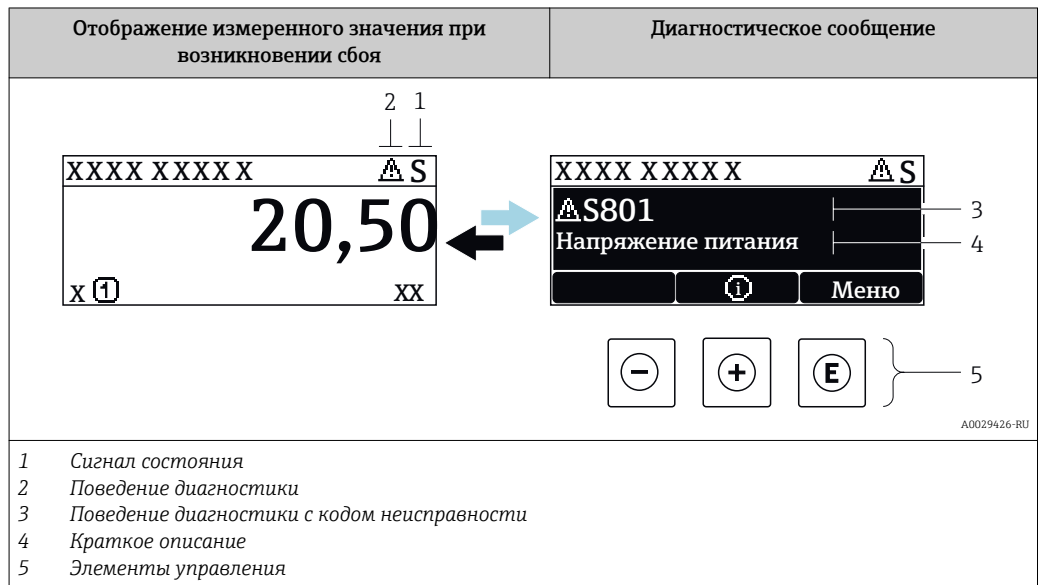 Отображение измеренного значения при
возникновении сбоя
Диагностическое сообщение
2 1
XXXX XXXXX ⚠ S
20,50
X 1 XX
XXXX XXXXX ⚠ S
⚠S801
Напряжение питания
i Меню
3
4
− + E
5
A0029426-RU
1 Сигнал состояния
2 Поведение диагностики
3 Поведение диагностики с кодом неисправности
4 Краткое описание
5 Элементы управления